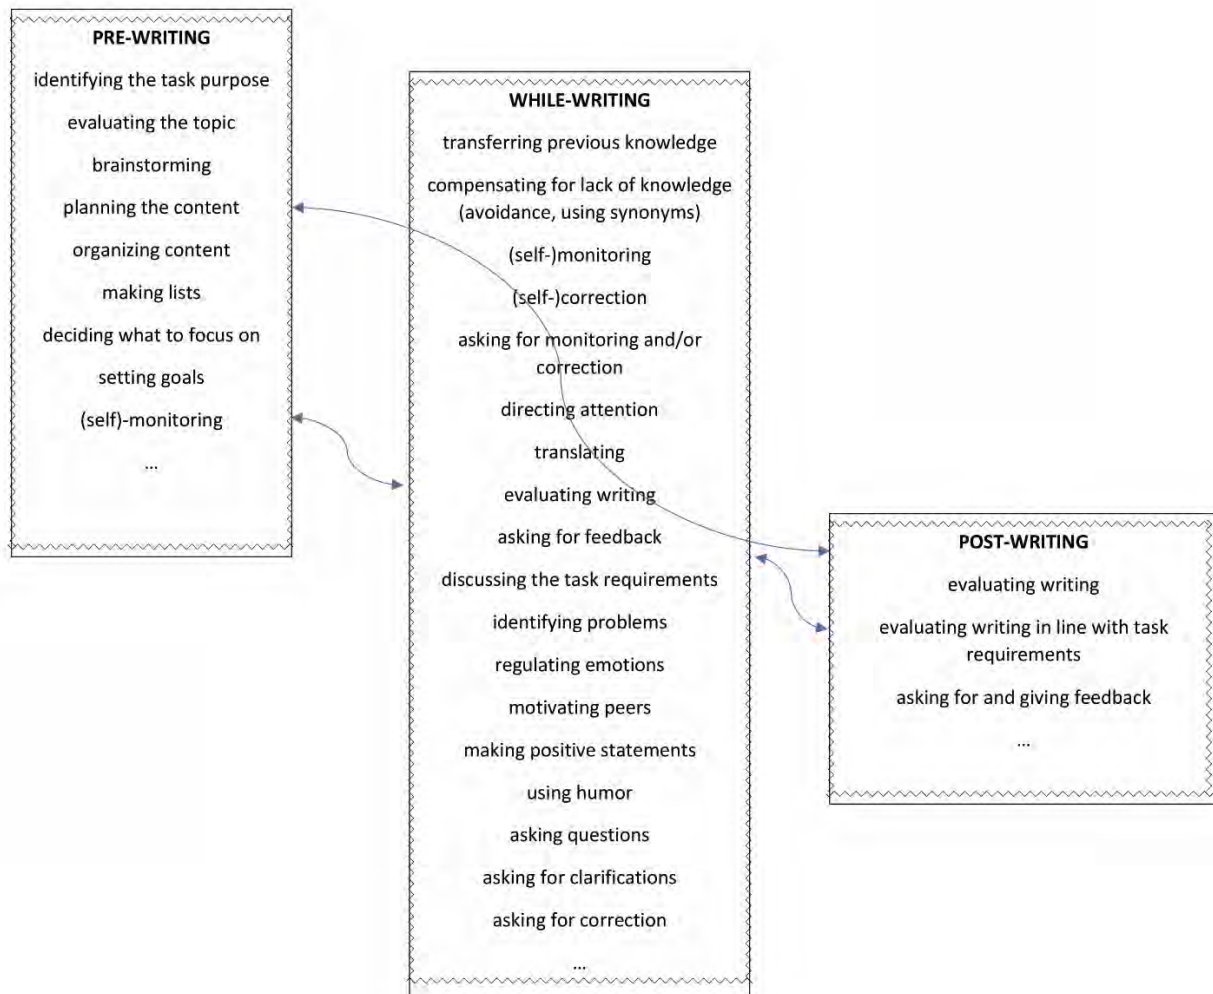 PRE-WRITING
identifying the task purpose
evaluating the topic
brainstorming
planning the content
organizing content
making lists
deciding what to focus on
setting goals
(self)-monitoring
...
WHILE-WRITING
transferring previous knowledge
compensating for lack of knowledge
(avoidance, using synonyms)
(self-)monitoring
(self-)correction
asking for monitoring and/or
correction
directing attention
translating
evaluating writing
asking for feedback
discussing the task requirements
identifying problems
regulating emotions
motivating peers
making positive statements
using humor
asking questions
asking for clarifications
asking for correction
...
POST-WRITING
evaluating writing
evaluating writing in line with task
requirements
asking for and giving feedback
...